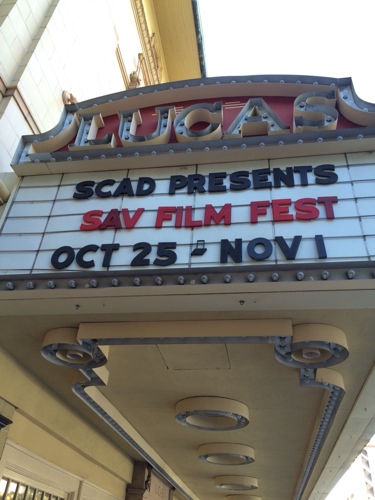 LUCAS
SCAD PRESENTS
SAV FILM FEST
OCT 25 - NOV 1